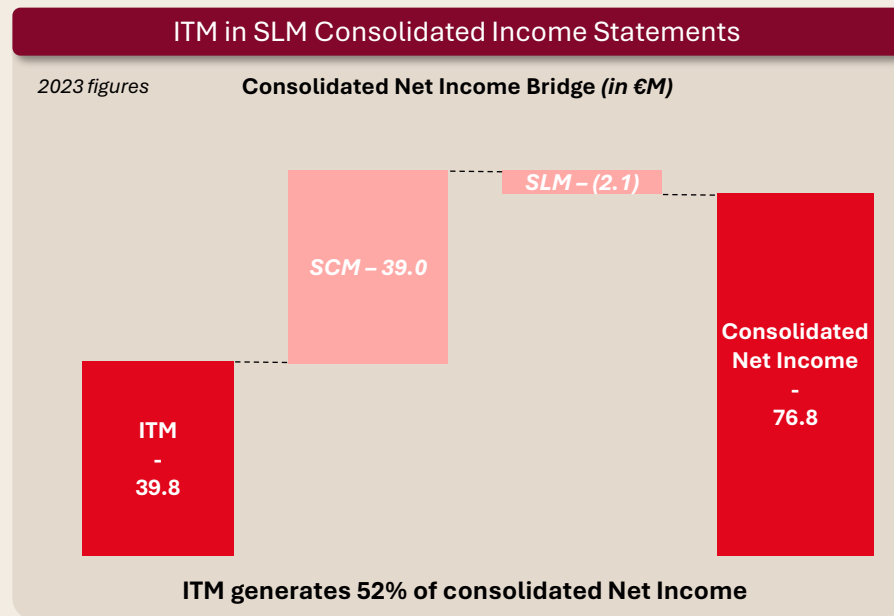 ITM in SLM Consolidated Income Statements
2023 figures
Consolidated Net Income Bridge (in €M)
SLM – (2.1)
SCM – 39.0
Consolidated
Net Income
-
76.8
ITM
-
39.8
ITM generates 52% of consolidated Net Income